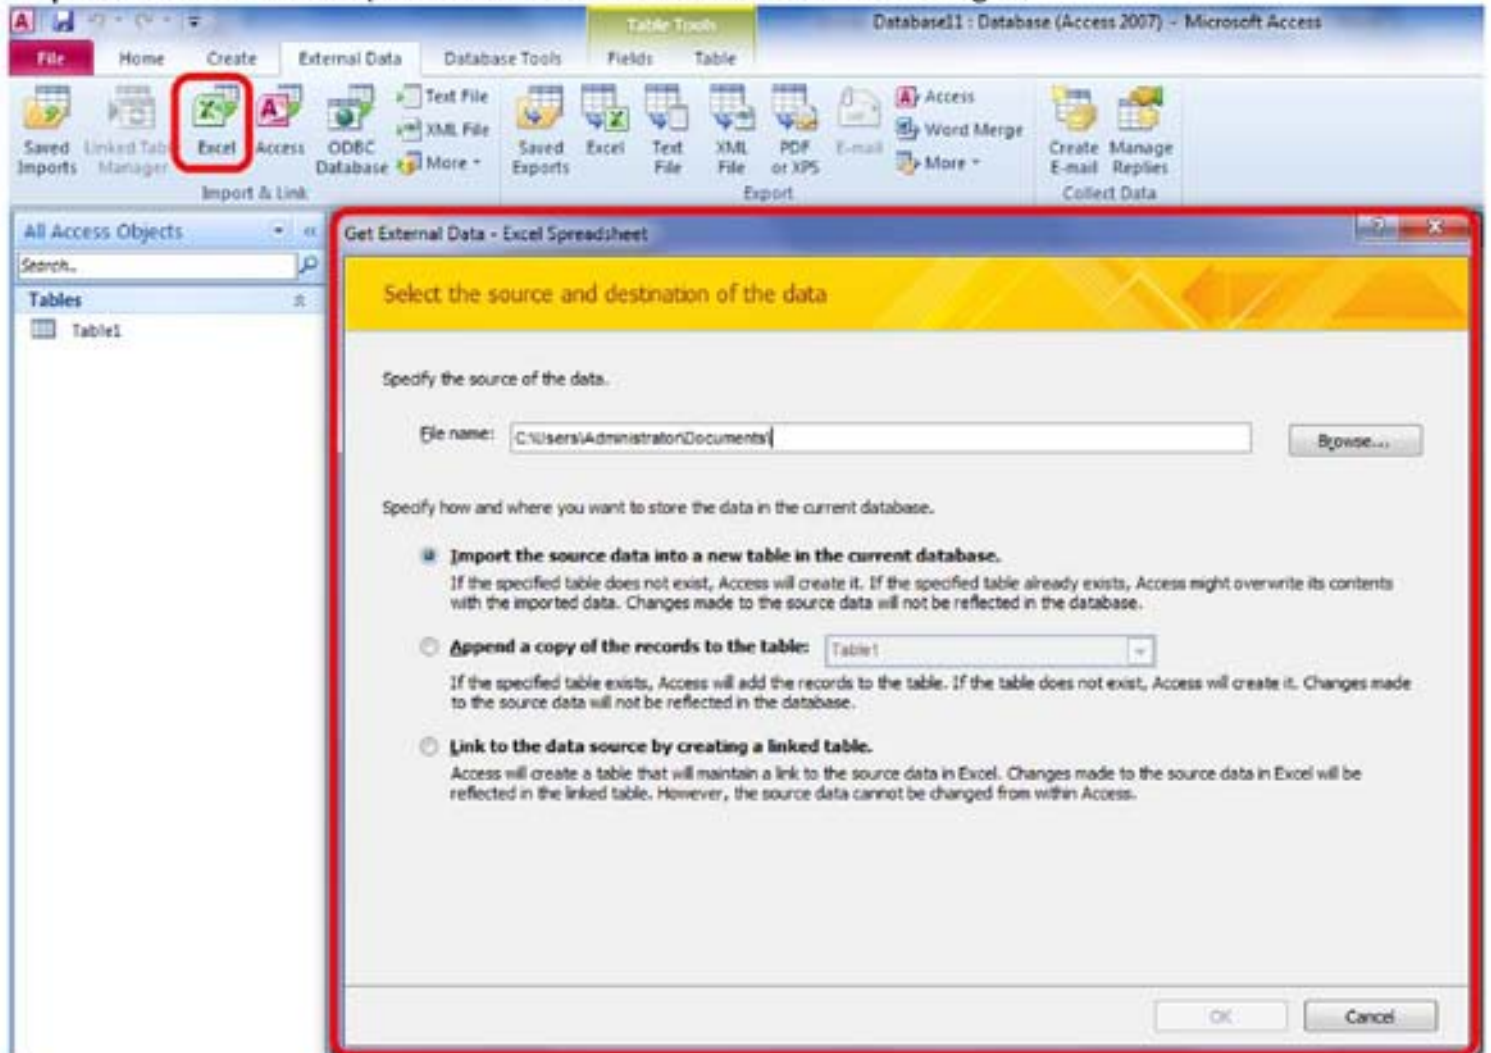 Table Tools
Database11 : Database (Access 2007) - Microsoft Access
File Home Create External Data Database Tools Fields Table
Saved Imports
Linked Table Manager
Excel
Access
ODBC Database
Text File
XML File
More
Import & Link
Saved Exports
Excel
Text File
XML File
PDF or XPS
E-mail
Access
Word Merge
More
Export
Create E-mail
Manage Replies
Collect Data
All Access Objects
Search..
Tables
Table1
Get External Data - Excel Spreadsheet
Select the source and destination of the data
Specify the source of the data.
File name: C:\Users\Administrator\Documents\
Browse...
Specify how and where you want to store the data in the current database.
Import the source data into a new table in the current database.
If the specified table does not exist, Access will create it. If the specified table already exists, Access might overwrite its contents
with the imported data. Changes made to the source data will not be reflected in the database.
Append a copy of the records to the table: Table1
If the specified table exists, Access will add the records to the table. If the table does not exist, Access will create it. Changes made
to the source data will not be reflected in the database.
Link to the data source by creating a linked table.
Access will create a table that will maintain a link to the source data in Excel. Changes made to the source data in Excel will be
reflected in the linked table. However, the source data cannot be changed from within Access.
OK Cancel